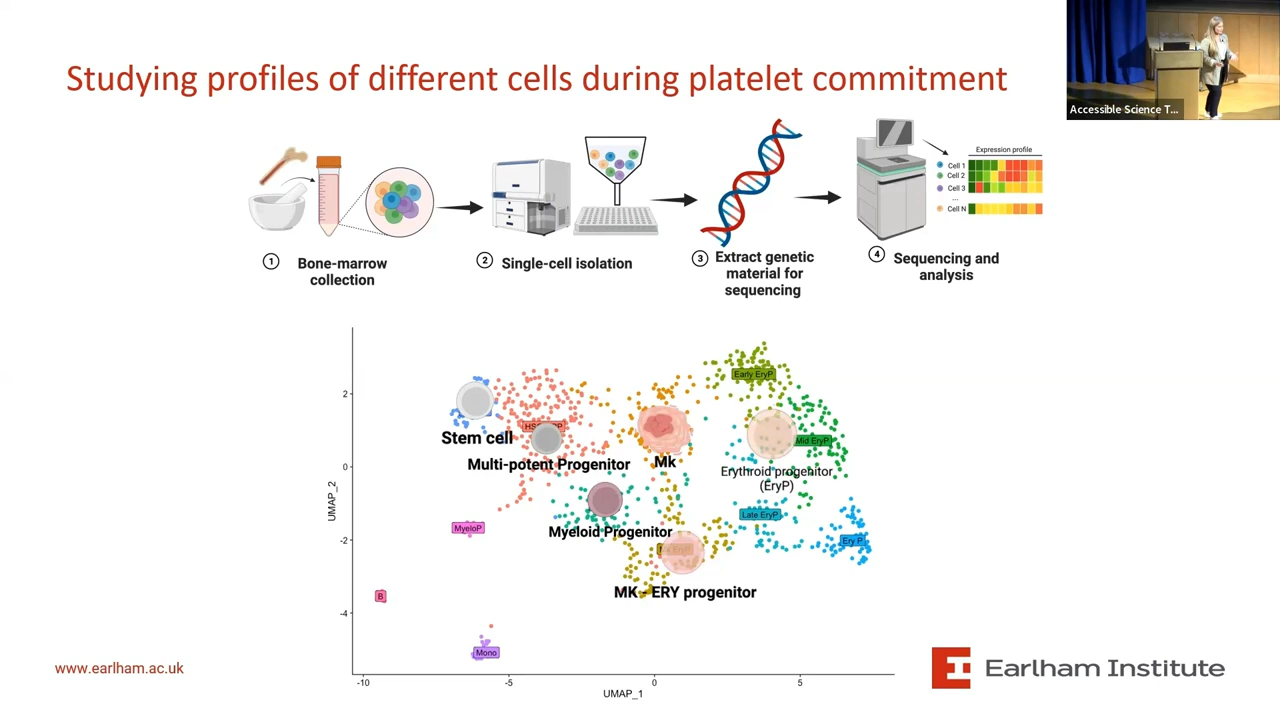 Studying profiles of different cells during platelet commitment
Accessible Science T...
Expression profile
Cell 1
Cell 2
Cell 3
...
Cell N
1
Bone-marrow
collection
2
Single-cell isolation
3
Extract genetic
material for
sequencing
4
Sequencing and
analysis
UMAP_2
2
0
-2
-4
Early EryP
Stem cell
Multi-potent Progenitor
Mk
Mid EryP
Erythroid progenitor
(EryP)
MyeloP
Myeloid Progenitor
Late EryP
Ery P
MK - ERY progenitor
B
Mono
-10
-5
0
5
UMAP_1
www.earlham.ac.uk
Earlham Institute